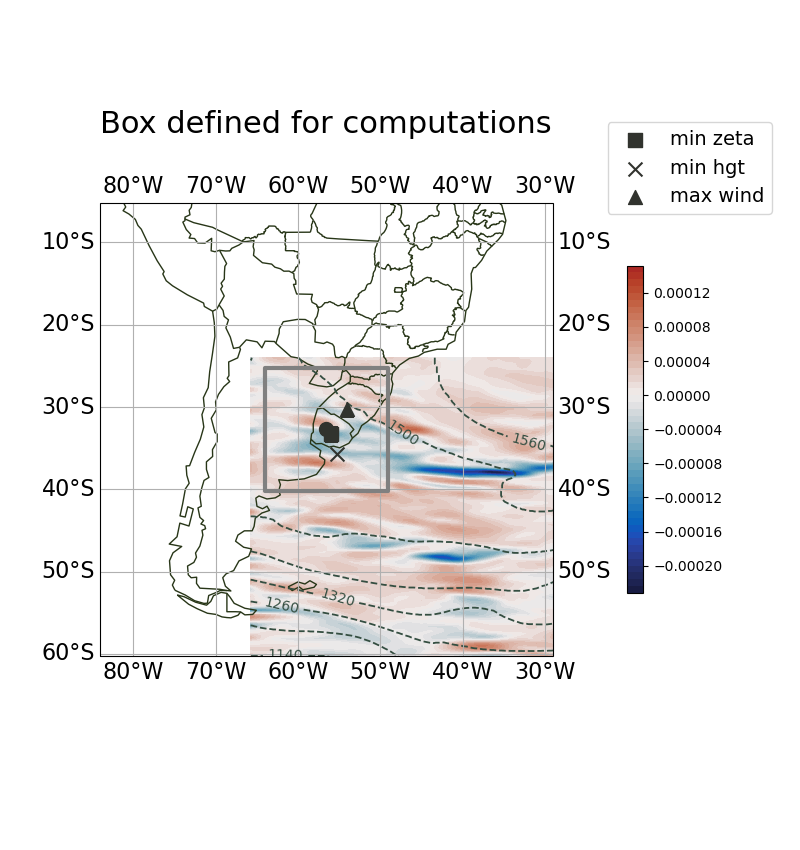 Box defined for computations
min zeta
min hgt
max wind
80°W 70°W 60°W 50°W 40°W 30°W
10°S 10°S
20°S 20°S
30°S 30°S
40°S 40°S
50°S 50°S
60°S 60°S
80°W 70°W 60°W 50°W 40°W 30°W
1500
1560
1320
1260
1140
0.00012
0.00008
0.00004
0.00000
−0.00004
−0.00008
−0.00012
−0.00016
−0.00020